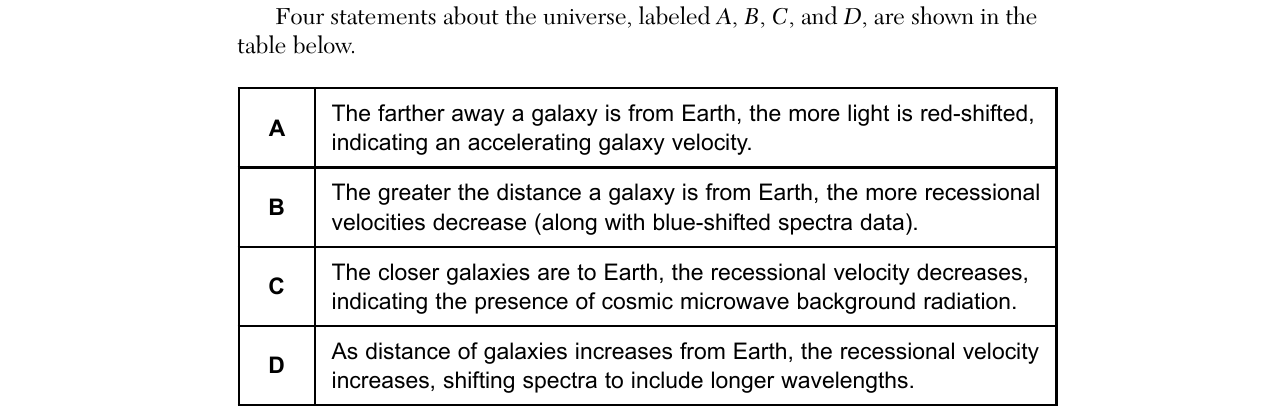 Four statements about the universe, labeled A, B, C, and D, are shown in the
table below.
A
The farther away a galaxy is from Earth, the more light is red-shifted,
indicating an accelerating galaxy velocity.
B
The greater the distance a galaxy is from Earth, the more recessional
velocities decrease (along with blue-shifted spectra data).
C
The closer galaxies are to Earth, the recessional velocity decreases,
indicating the presence of cosmic microwave background radiation.
D
As distance of galaxies increases from Earth, the recessional velocity
increases, shifting spectra to include longer wavelengths.